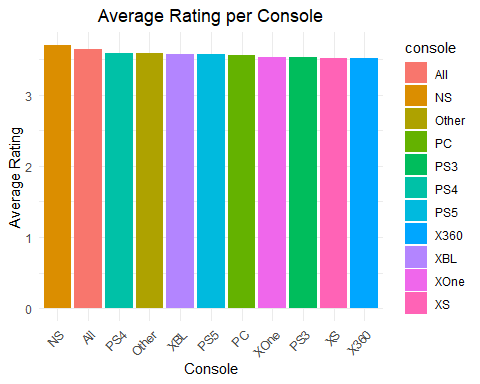 Average Rating per Console
Average Rating
3
2
1
0
NS All PS4 Other XBL PS5 PC XOne PS3 XS X360
Console
console
All
NS
Other
PC
PS3
PS4
PS5
X360
XBL
XOne
XS